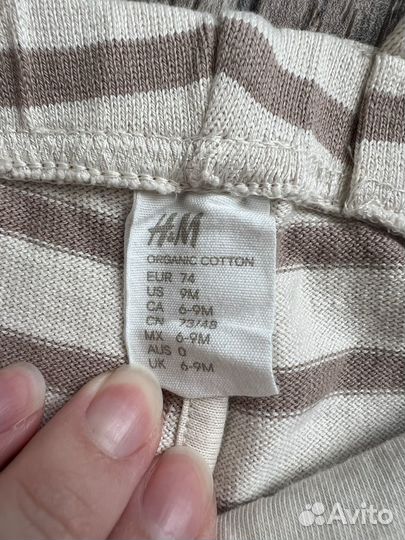 H&M
ORGANIC COTTON
EUR 74
US 9M
CA 6-9M
CN 73/48
MX 6-9M
AUS 0
UK 6-9M
Avito